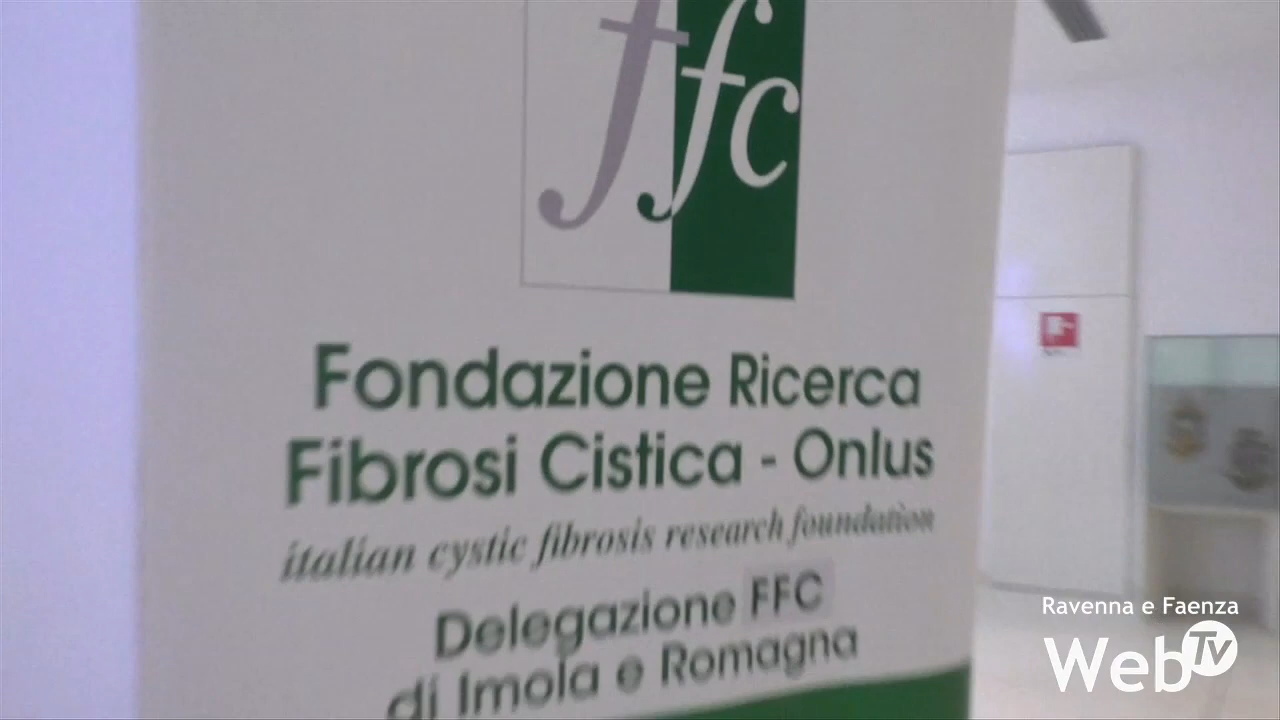 ffc
Fondazione Ricerca
Fibrosi Cistica - Onlus
italian cystic fibrosis research foundation
Delegazione FFC
di Imola e Romagna
Ravenna e Faenza
WebTv